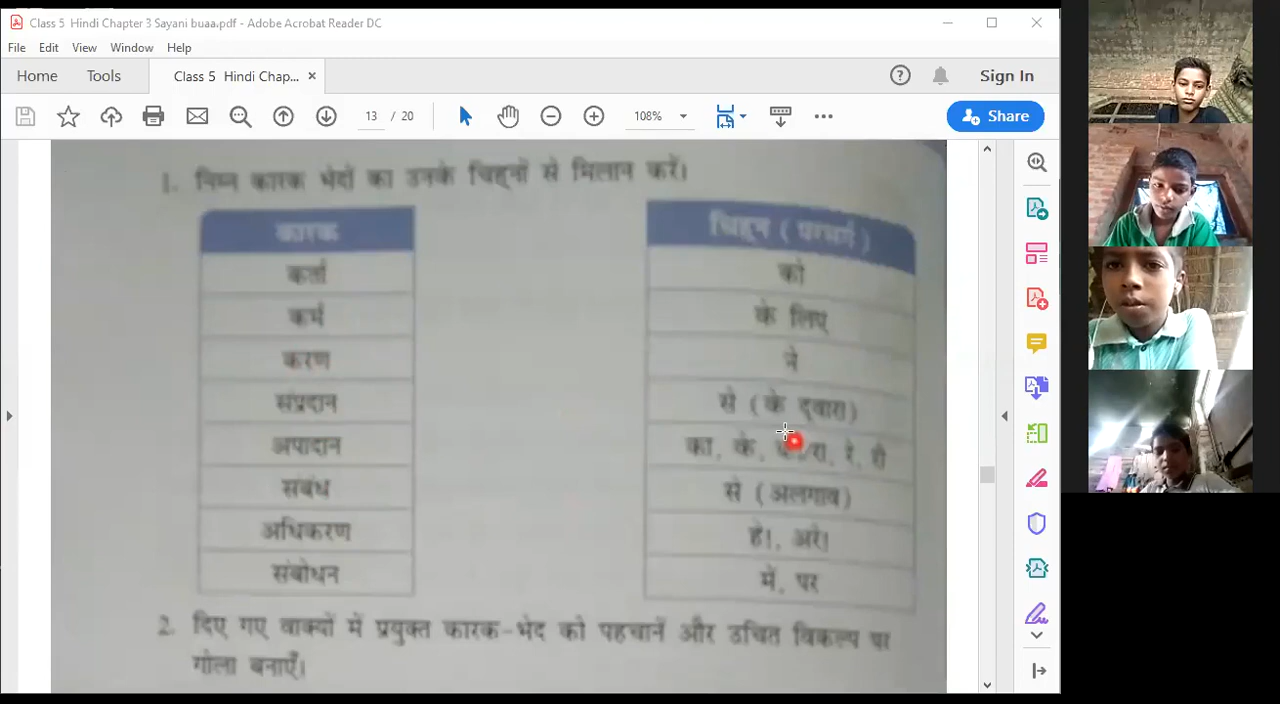 Class 5 Hindi Chapter 3 Sayani buaa.pdf - Adobe Acrobat Reader DC
File Edit View Window Help
Home Tools Class 5 Hindi Chap... × Sign In
13 / 20 108% Share
1. निम्न कारक भेदों का उनके चिह्नों से मिलान करें।
कारक चिह्न ( परसर्ग )
कर्ता को
कर्म के लिए
करण ने
संप्रदान से (के द्वारा)
अपादान का, के, /रा, रे, री
संबंध से (अलगाव)
अधिकरण हे!, अरे!
संबोधन में, पर
2. दिए गए वाक्यों में प्रयुक्त कारक-भेद को पहचानें और उचित विकल्प पर
गोला बनाएँ।